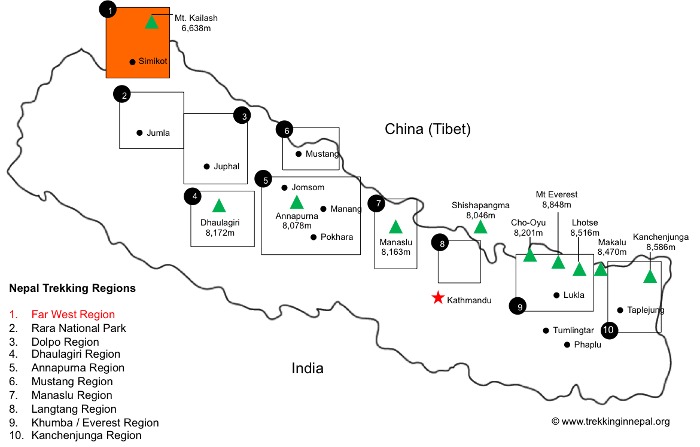 1
Mt. Kailash
6,638m
Simikot
2
Jumla
3
Juphal
China (Tibet)
6
Mustang
5
Jomsom
Annapurna
8,078m
Manang
Pokhara
4
Dhaulagiri
8,172m
7
Manaslu
8,163m
Shishapangma
8,046m
8
Kathmandu
Mt Everest
8,848m
Cho-Oyu
8,201m
Lhotse
8,516m
Makalu
8,470m
Kanchenjunga
8,586m
9
Lukla
Taplejung
10
Tumlingtar
Phaplu
India
Nepal Trekking Regions
1. Far West Region
2. Rara National Park
3. Dolpo Region
4. Dhaulagiri Region
5. Annapurna Region
6. Mustang Region
7. Manaslu Region
8. Langtang Region
9. Khumba / Everest Region
10. Kanchenjunga Region
© www.trekkinginnepal.org